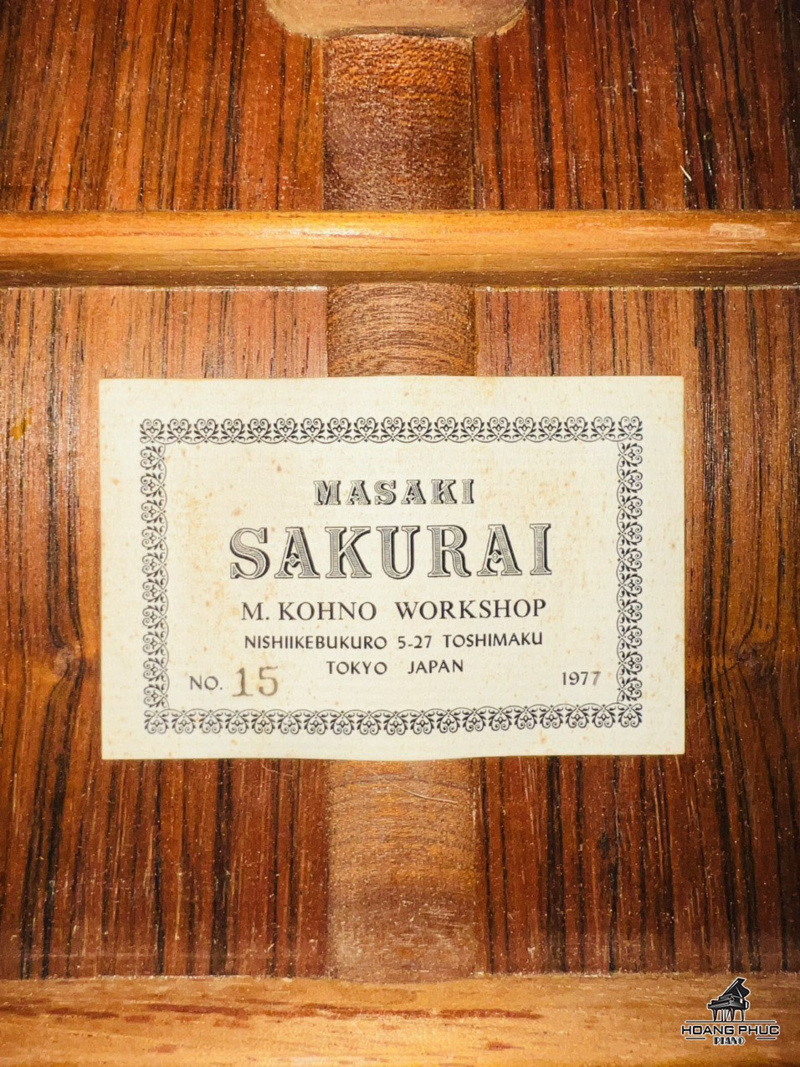 MASAKI
SAKURAI
M. KOHNO WORKSHOP
NISHIIKEBUKURO 5-27 TOSHIMAKU
TOKYO JAPAN
NO. 15 1977
HOANG PHUC
PIANO